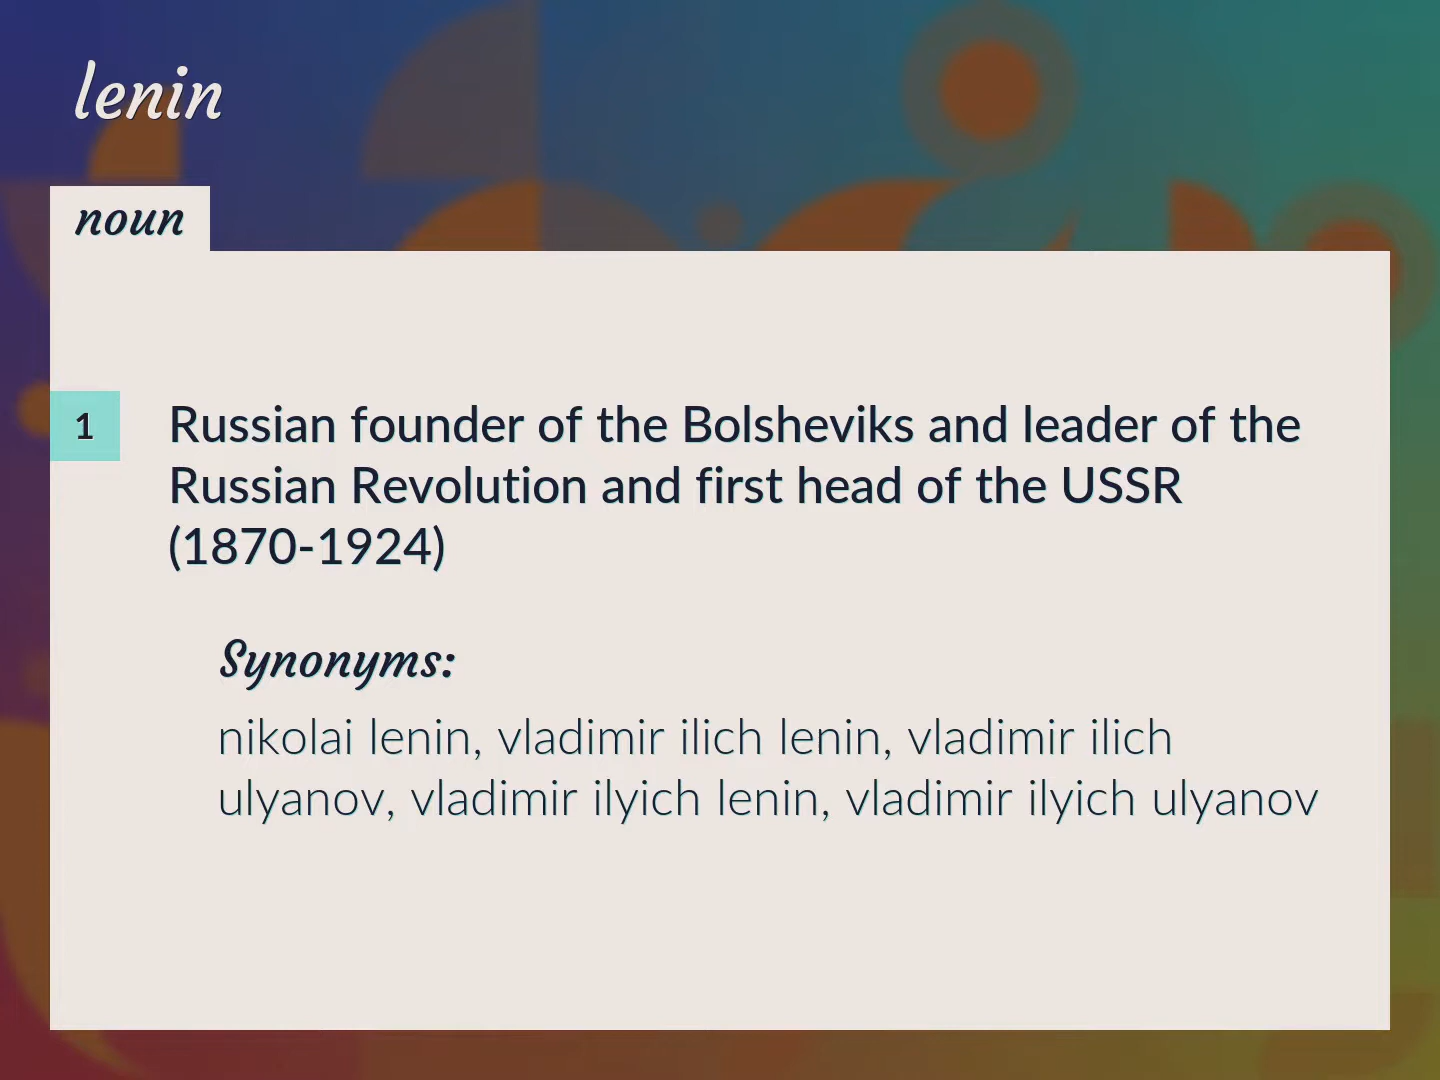 lenin
noun
1
Russian founder of the Bolsheviks and leader of the
Russian Revolution and first head of the USSR
(1870-1924)
Synonyms:
nikolai lenin, vladimir ilich lenin, vladimir ilich
ulyanov, vladimir ilyich lenin, vladimir ilyich ulyanov